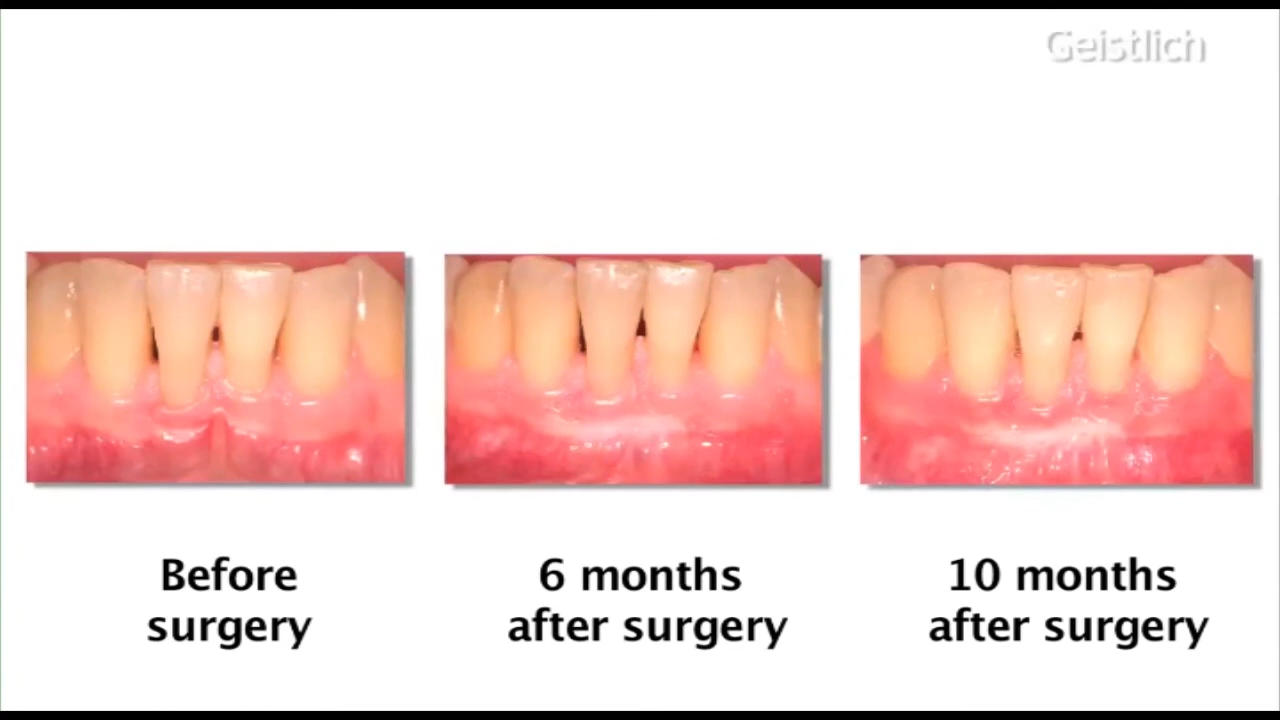 Geistlich
Before
surgery
6 months
after surgery
10 months
after surgery